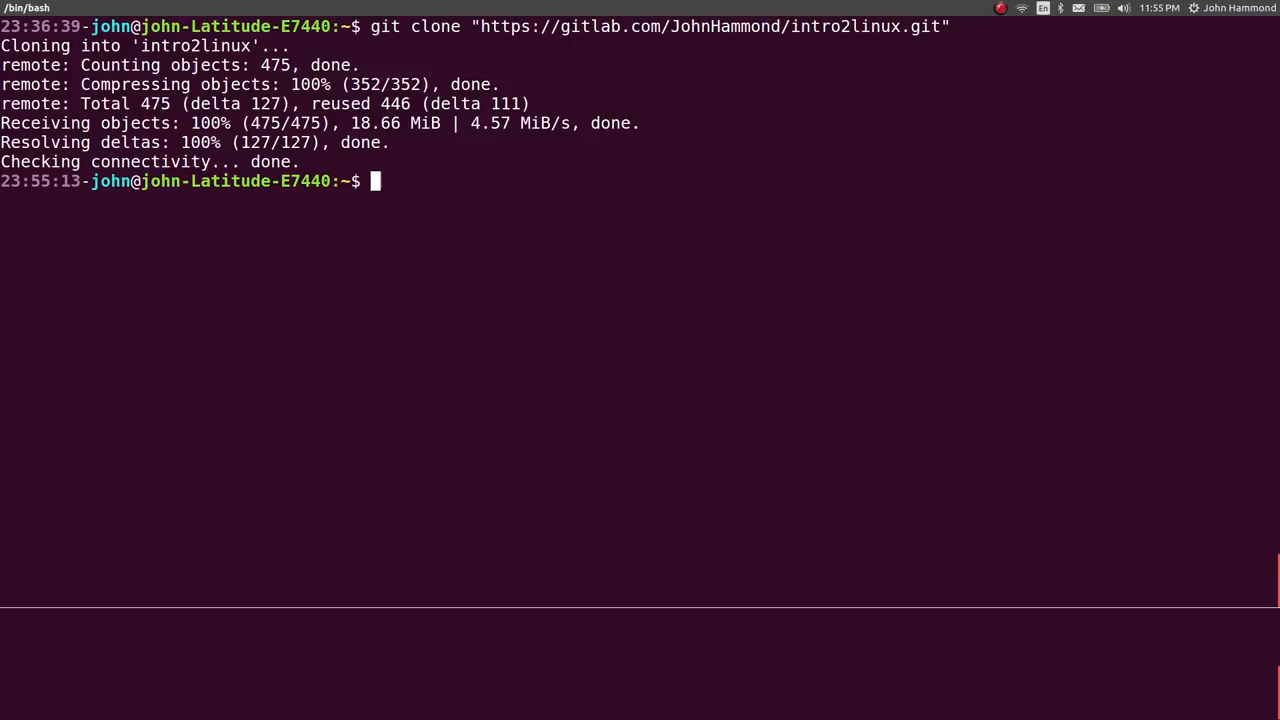 /bin/bash
En
11:55 PM
John Hammond
23:36:39-john@john-Latitude-E7440:~$ git clone "https://gitlab.com/JohnHammond/intro2linux.git"
Cloning into 'intro2linux'...
remote: Counting objects: 475, done.
remote: Compressing objects: 100% (352/352), done.
remote: Total 475 (delta 127), reused 446 (delta 111)
Receiving objects: 100% (475/475), 18.66 MiB | 4.57 MiB/s, done.
Resolving deltas: 100% (127/127), done.
Checking connectivity... done.
23:55:13-john@john-Latitude-E7440:~$